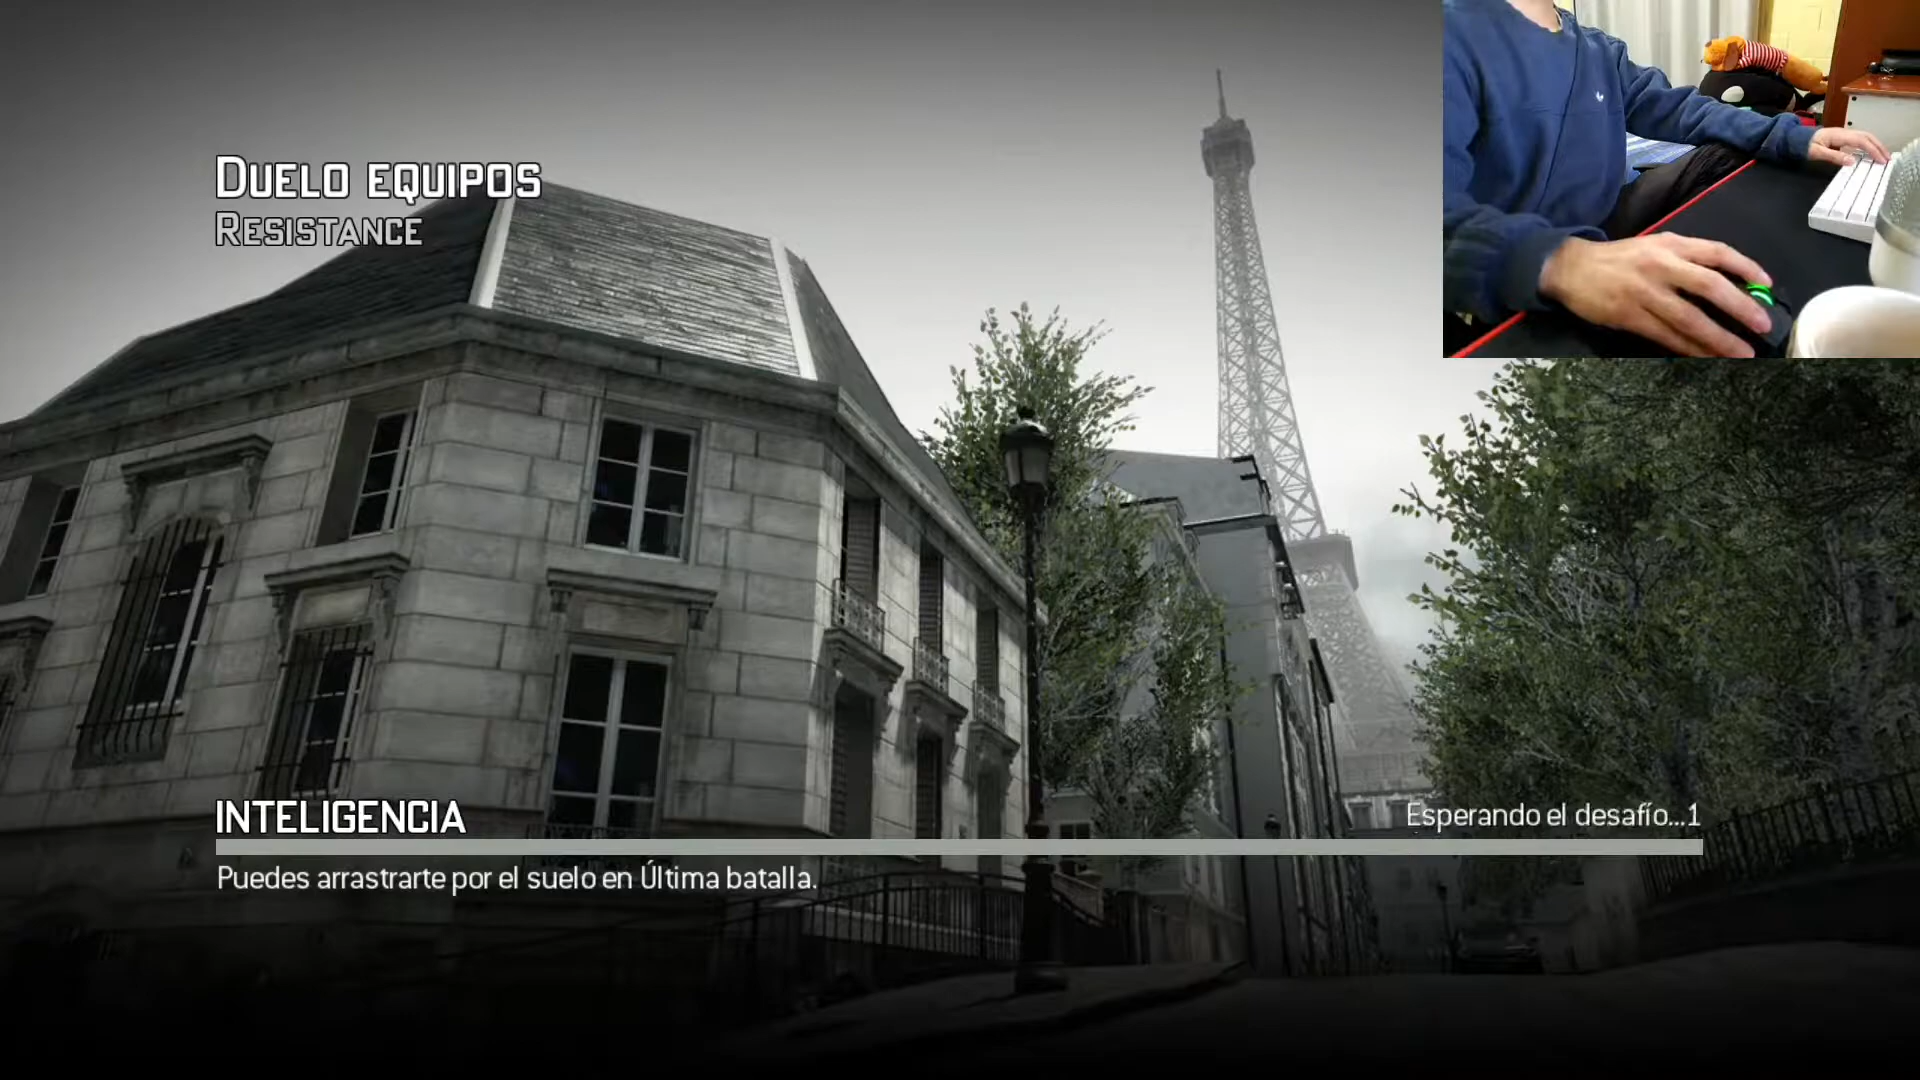 DUELO EQUIPOS
RESISTANCE
INTELIGENCIA
Esperando el desafío...1
Puedes arrastrarte por el suelo en Última batalla.